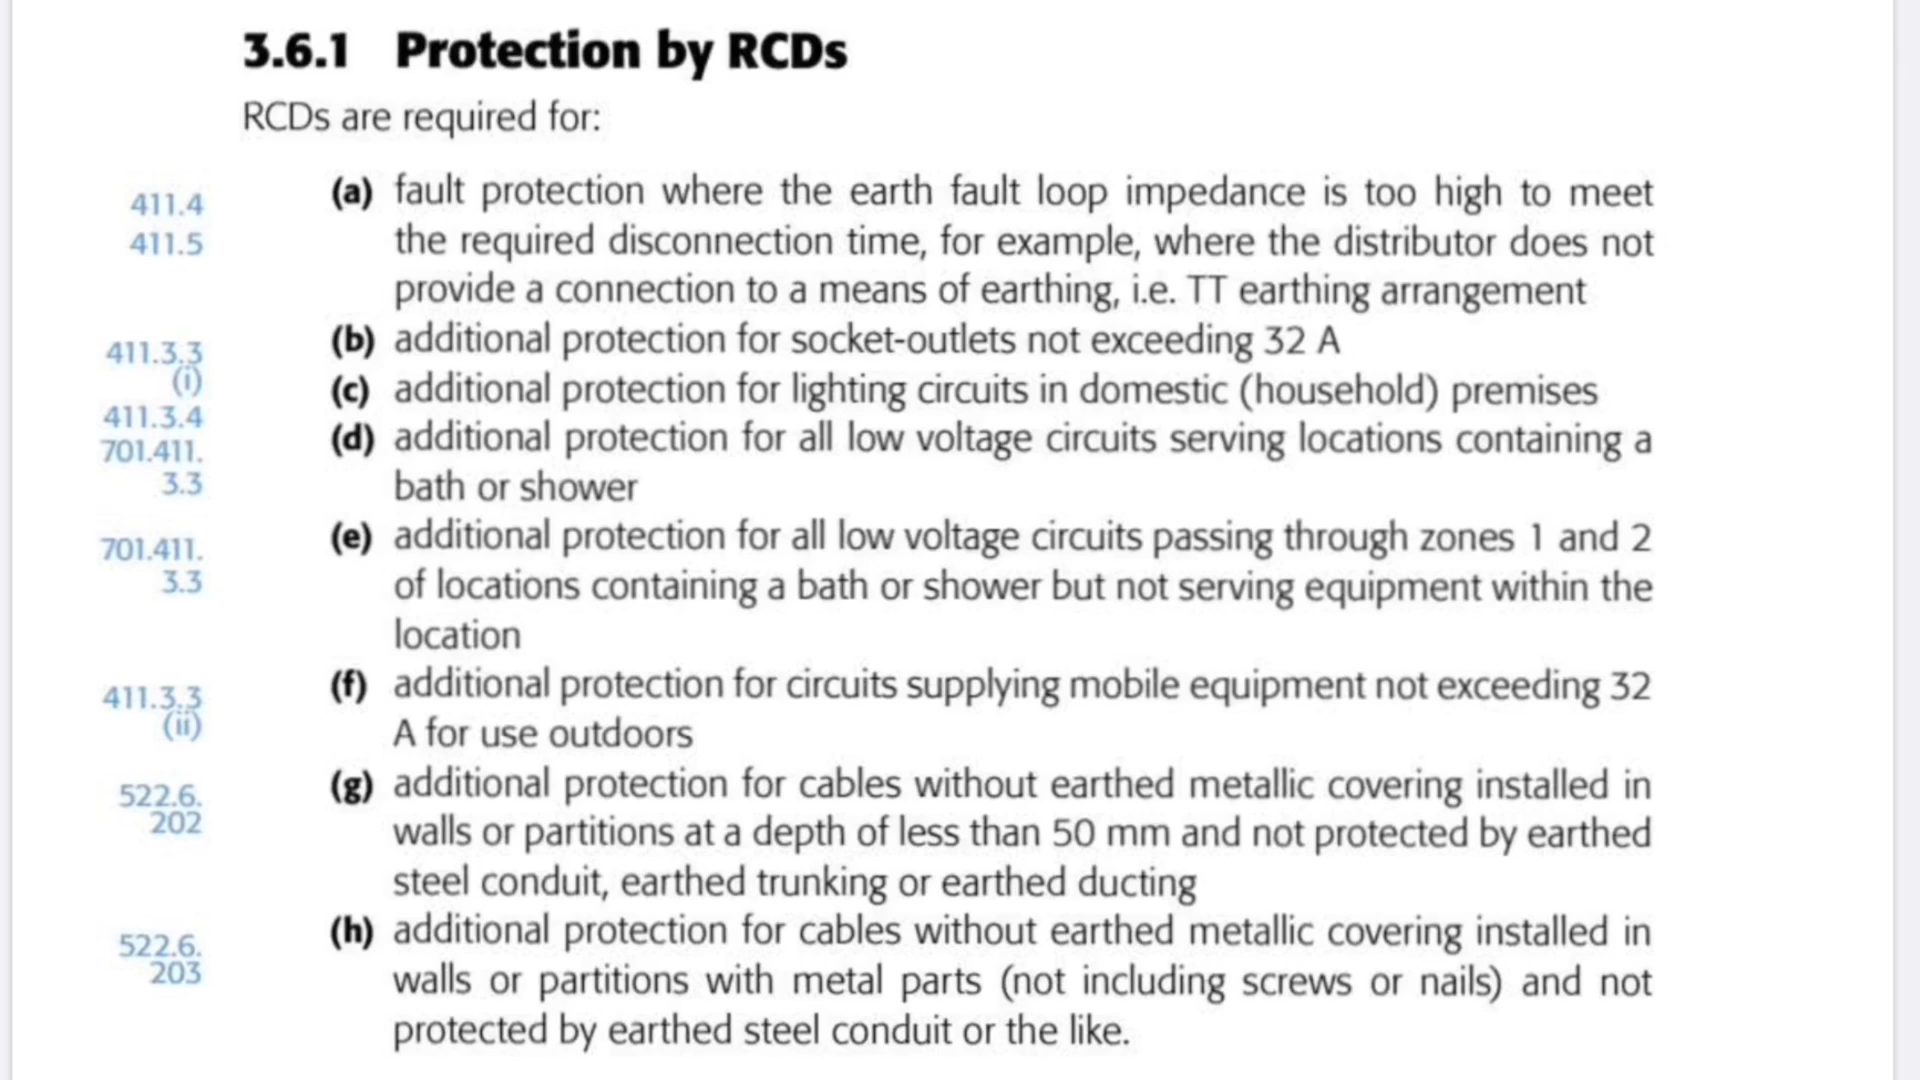 3.6.1 Protection by RCDs
RCDs are required for:
411.4
411.5
(a) fault protection where the earth fault loop impedance is too high to meet
the required disconnection time, for example, where the distributor does not
provide a connection to a means of earthing, i.e. TT earthing arrangement
411.3.3
(i)
(b) additional protection for socket-outlets not exceeding 32 A
411.3.4
(c) additional protection for lighting circuits in domestic (household) premises
701.411.
3.3
(d) additional protection for all low voltage circuits serving locations containing a
bath or shower
701.411.
3.3
(e) additional protection for all low voltage circuits passing through zones 1 and 2
of locations containing a bath or shower but not serving equipment within the
location
411.3.3
(ii)
(f) additional protection for circuits supplying mobile equipment not exceeding 32
A for use outdoors
522.6.
202
(g) additional protection for cables without earthed metallic covering installed in
walls or partitions at a depth of less than 50 mm and not protected by earthed
steel conduit, earthed trunking or earthed ducting
522.6.
203
(h) additional protection for cables without earthed metallic covering installed in
walls or partitions with metal parts (not including screws or nails) and not
protected by earthed steel conduit or the like.